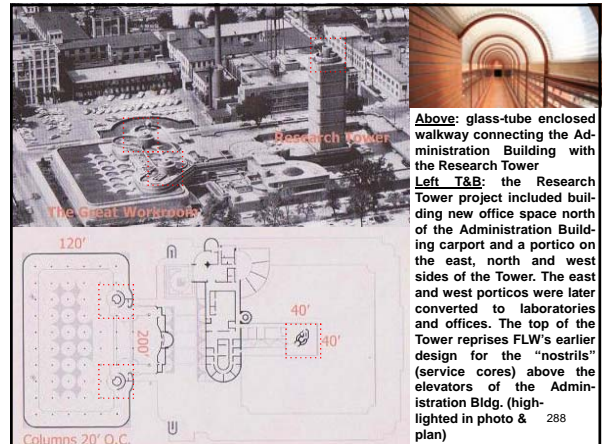 Research Tower
The Great Workroom
120'
200'
40'
40'
Columns 20' O.C.
Above: glass-tube enclosed
walkway connecting the Ad-
ministration Building with
the Research Tower
Left T&B: the Research
Tower project included buil-
ding new office space north
of the Administration Build-
ing carport and a portico on
the east, north and west
sides of the Tower. The east
and west porticos were later
converted to laboratories
and offices. The top of the
Tower reprises FLW's earlier
design for the “nostrils”
(service cores) above the
elevators of the Admin-
istration Bldg. (high-
lighted in photo &
plan)
288